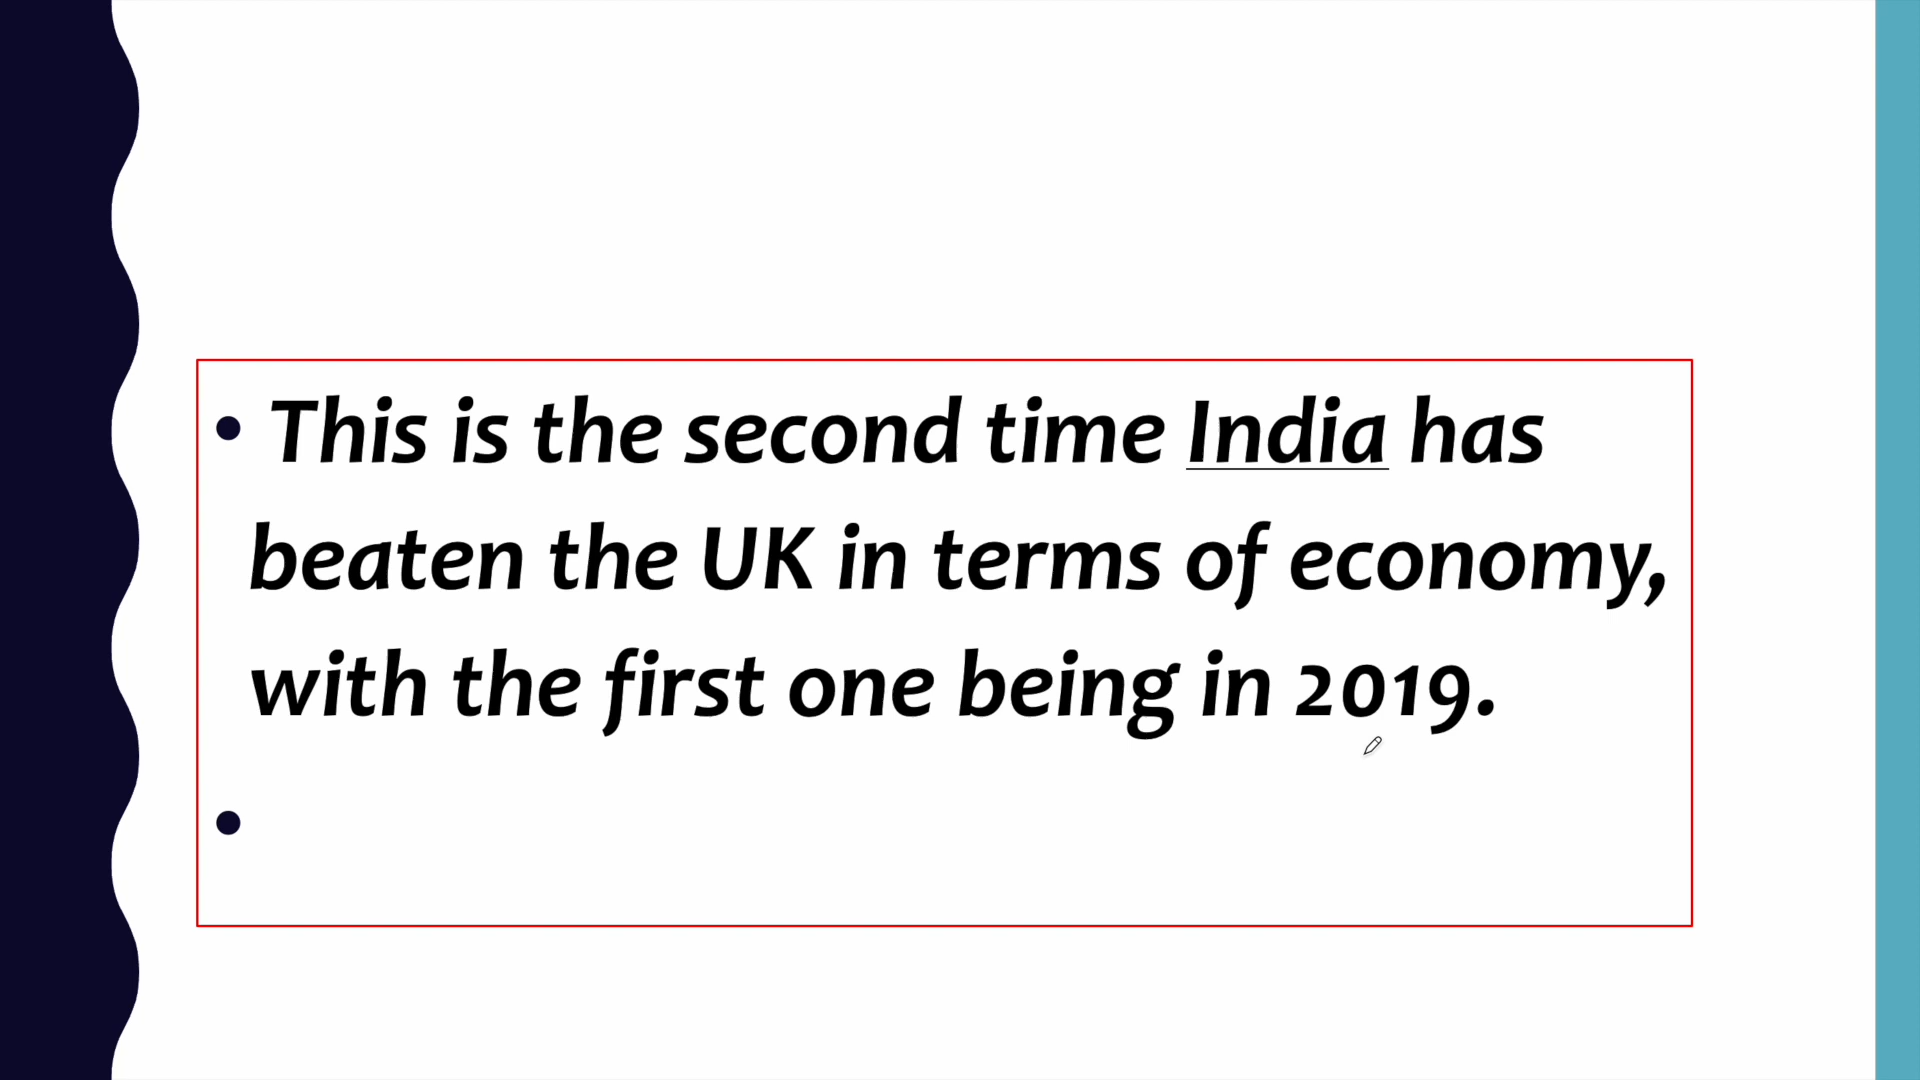 • This is the second time India has
beaten the UK in terms of economy,
with the first one being in 2019.
•